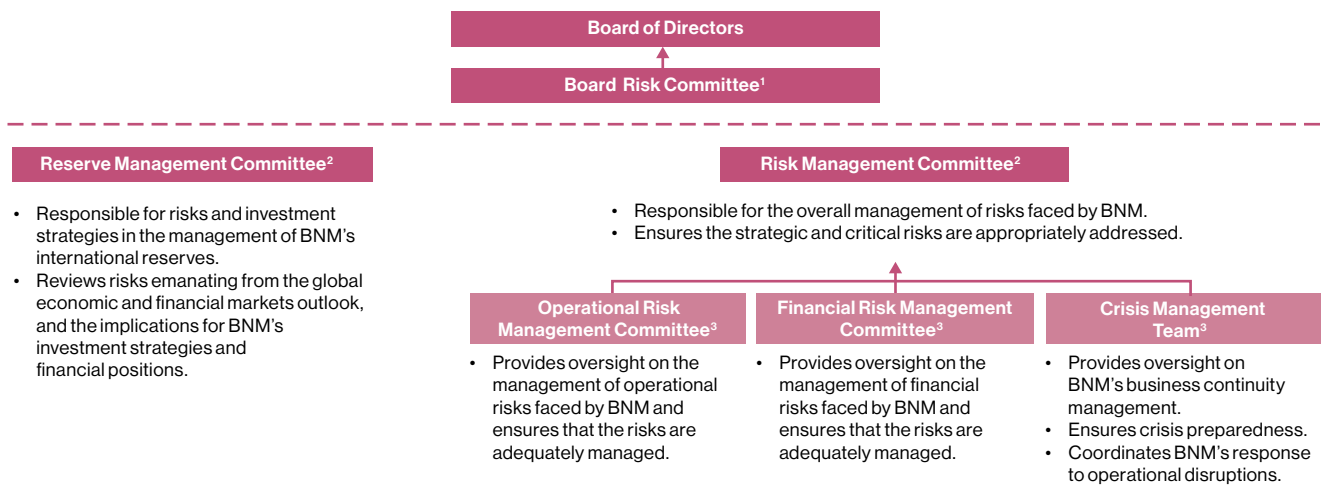 Board of Directors
Board Risk Committee¹
Reserve Management Committee²
• Responsible for risks and investment
strategies in the management of BNM's
international reserves.
• Reviews risks emanating from the global
economic and financial markets outlook,
and the implications for BNM's
investment strategies and
financial positions.
Risk Management Committee²
• Responsible for the overall management of risks faced by BNM.
• Ensures the strategic and critical risks are appropriately addressed.
Operational Risk
Management Committee³
• Provides oversight on the
management of operational
risks faced by BNM and
ensures that the risks are
adequately managed.
Financial Risk Management
Committee³
• Provides oversight on the
management of financial
risks faced by BNM and
ensures that the risks are
adequately managed.
Crisis Management
Team³
• Provides oversight on
BNM's business continuity
management.
• Ensures crisis preparedness.
• Coordinates BNM's response
to operational disruptions.